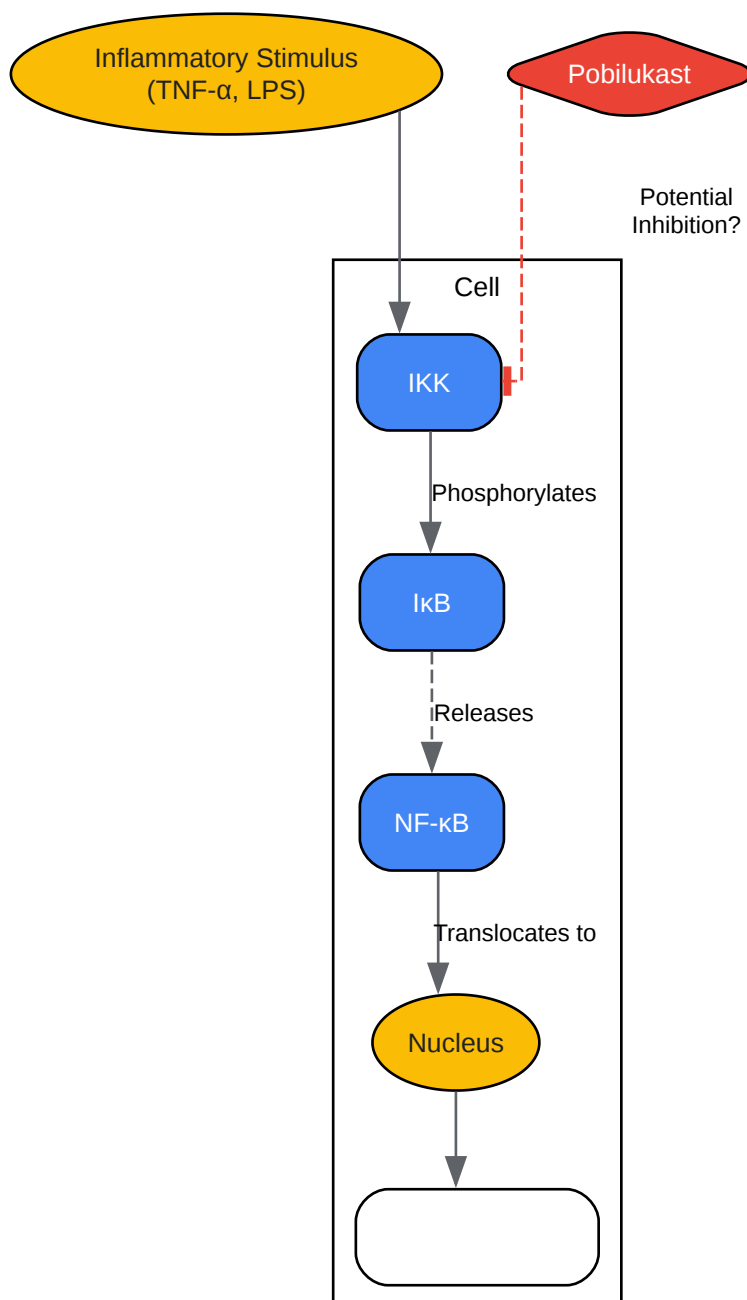 Inflammatory Stimulus
(TNF-α, LPS)
Pobilukast
Potential
Inhibition?
Cell
IKK
Phosphorylates
IκB
Releases
NF-κB
Translocates to
Nucleus